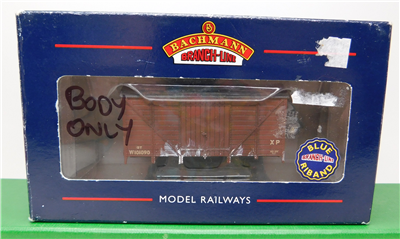 B
BACHMANN
BRANCH-LINE
BODY
ONLY
XP
BLUE
BRANCH-LINE
RIBAND
MODEL RAILWAYS